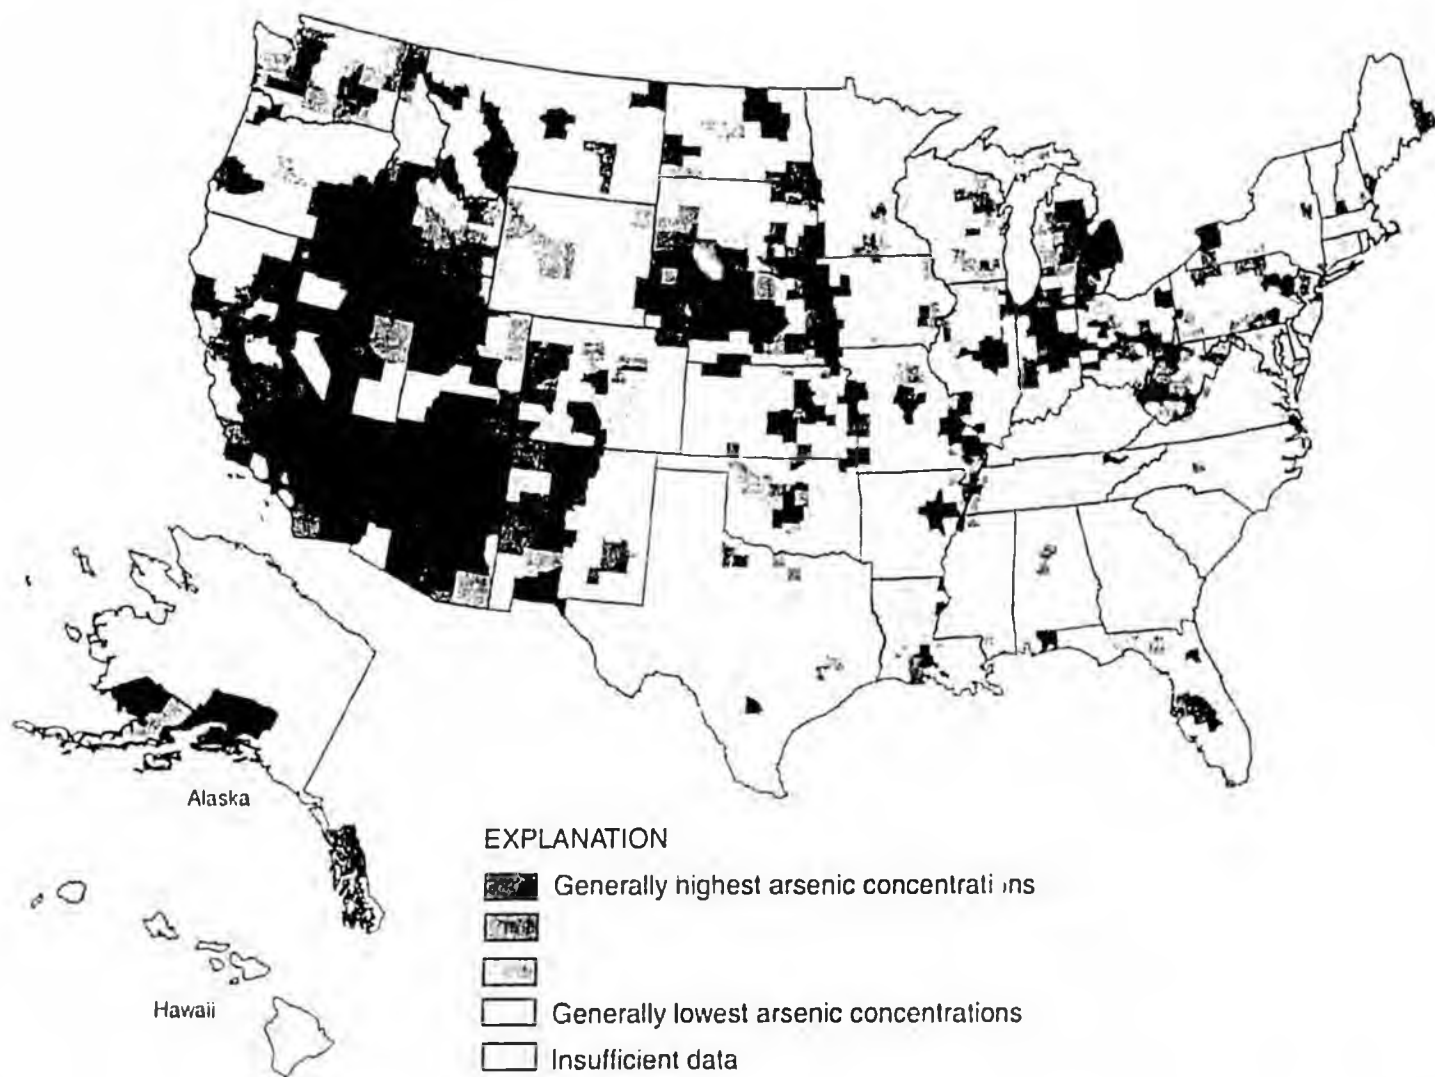 Alaska
Hawaii
EXPLANATION
Generally highest arsenic concentrations
Generally lowest arsenic concentrations
Insufficient data